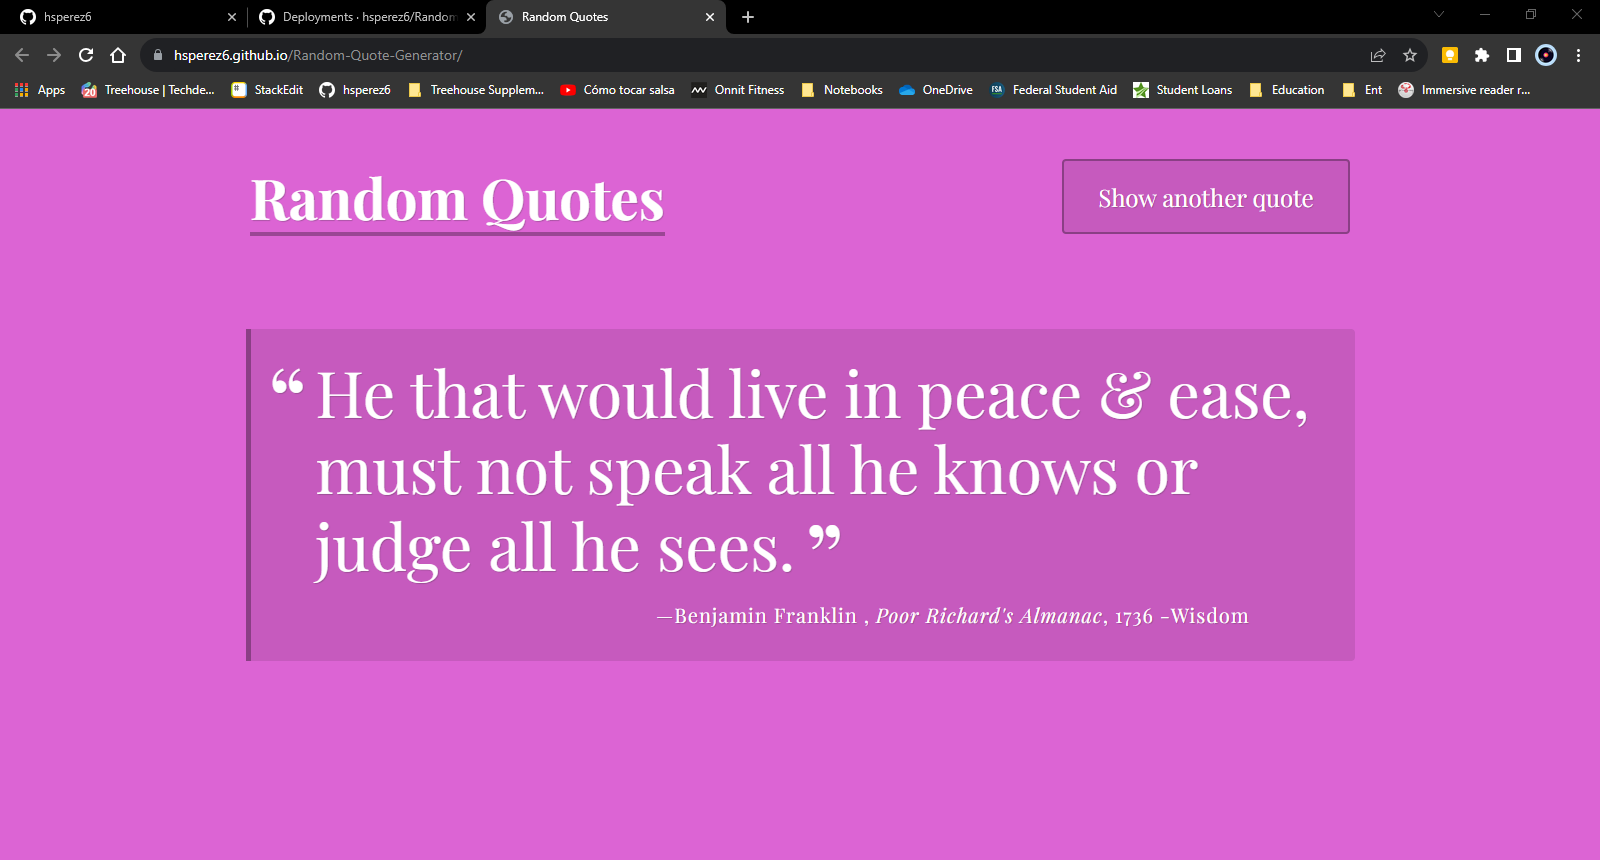 hsperez6
Deployments · hsperez6/Random
Random Quotes
hsperez6.github.io/Random-Quote-Generator/
Apps
Treehouse | Techde...
StackEdit
hsperez6
Treehouse Supplem...
Cómo tocar salsa
Onnit Fitness
Notebooks
OneDrive
FSA
Federal Student Aid
Student Loans
Education
Ent
Immersive reader r...
Random Quotes
Show another quote
“ He that would live in peace & ease,
must not speak all he knows or
judge all he sees. ”
—Benjamin Franklin , Poor Richard's Almanac, 1736 -Wisdom